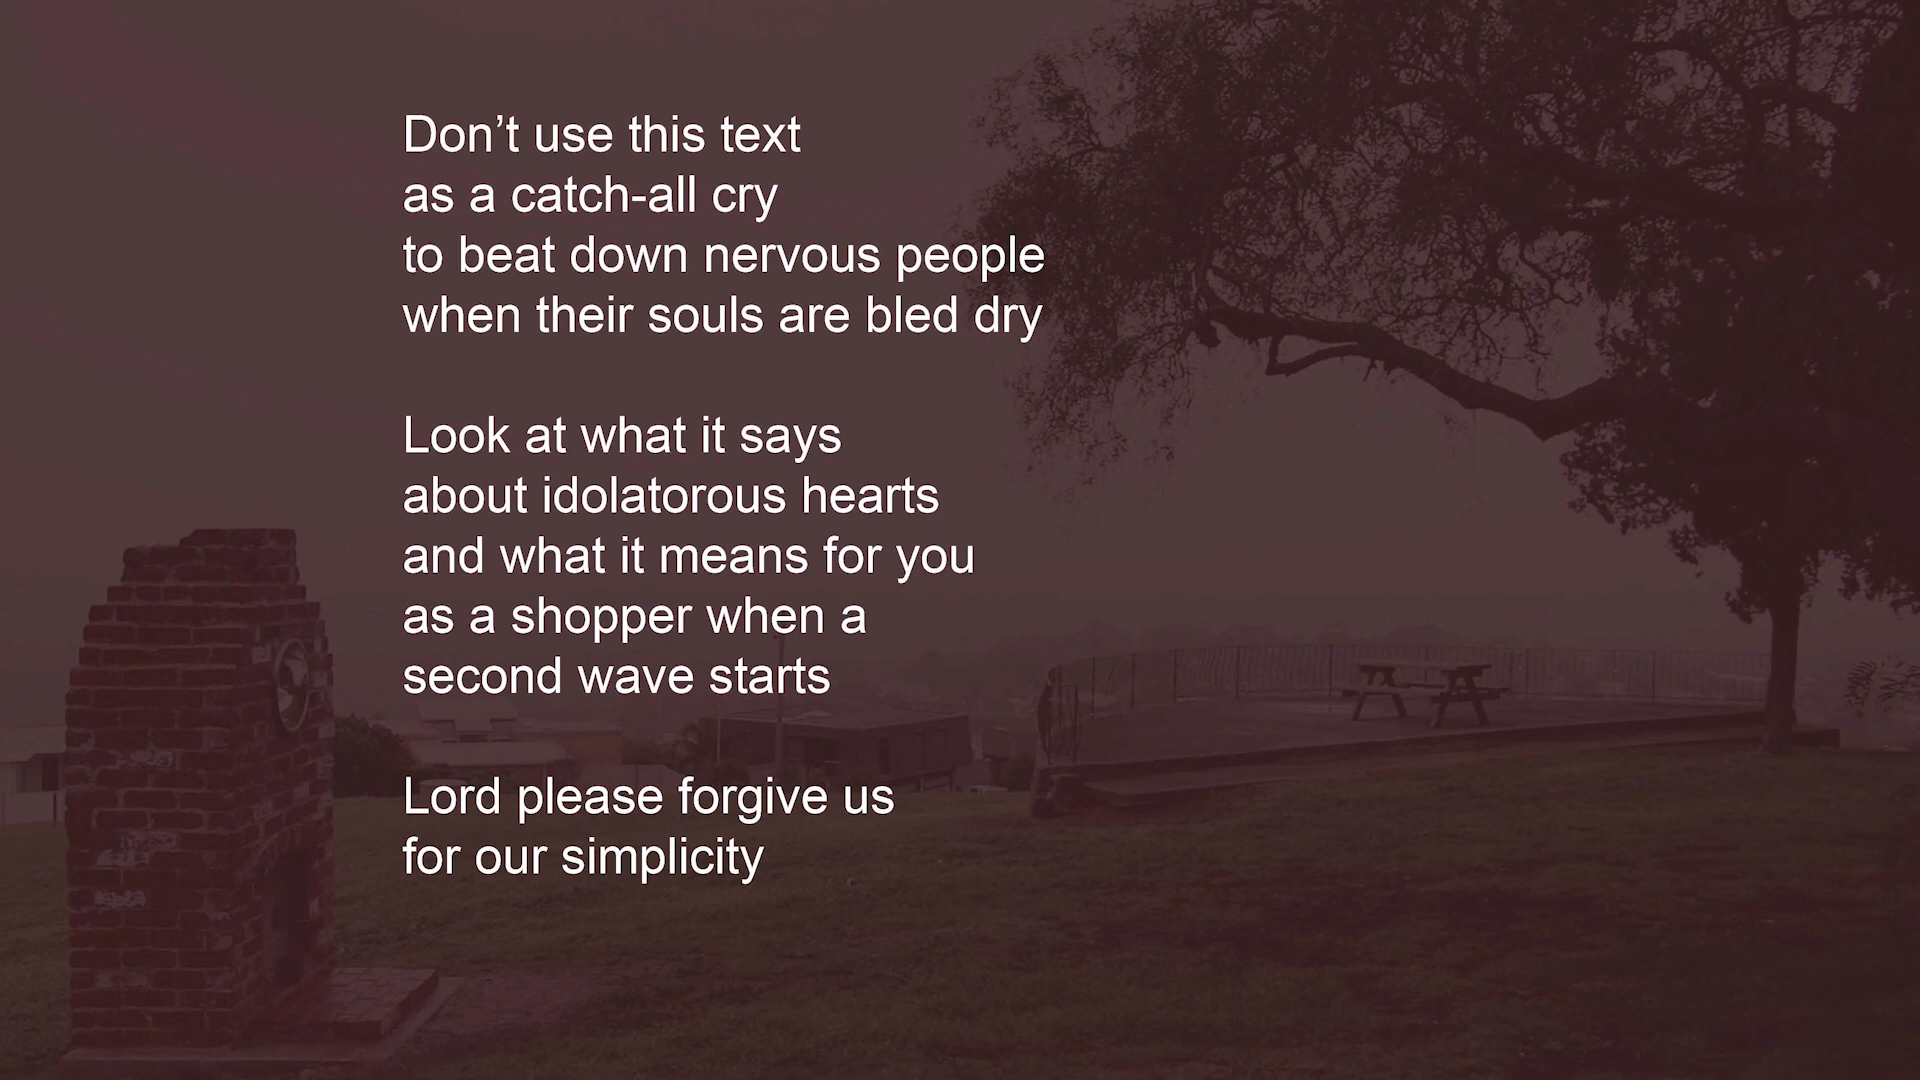 Don’t use this text
as a catch-all cry
to beat down nervous people
when their souls are bled dry
Look at what it says
about idolatorous hearts
and what it means for you
as a shopper when a
second wave starts
Lord please forgive us
for our simplicity